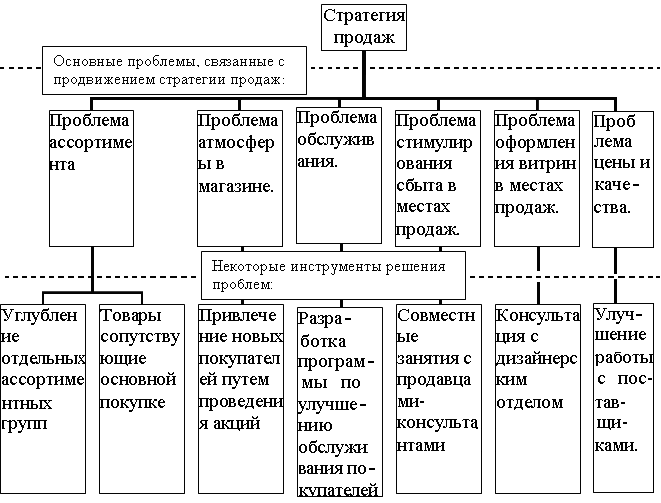 Стратегия
продаж
Основные проблемы, связанные с
продвижением стратегии продаж:
Проблема
ассортиме
нта
Проблема
атмосфер
ы в
магазине.
Проблема
обслужив
ания.
Проблема
стимулир
ования
сбыта в
местах
продаж.
Проблема
оформле
ния витрин
в местах
продаж.
Проб
лема
цены и
каче-
ства.
Некоторые инструменты решения
проблем:
Углублен
ие
отдельных
ассортиме
нтных
групп
Товары
сопутству
ющие
основной
покупке
Привлече
ние новых
покупател
ей путем
проведени
я акций
Разра-
ботка
програм-
мы по
улучше-
нию
обслужи
вания по-
купателей
Совместн
ые
занятия с
продавца
ми-
консульта
нтами
Консульта
ция с
дизайнерс
ким
отделом
Улуч-
шение
работы
с пос-
тав-
щи-
ками.